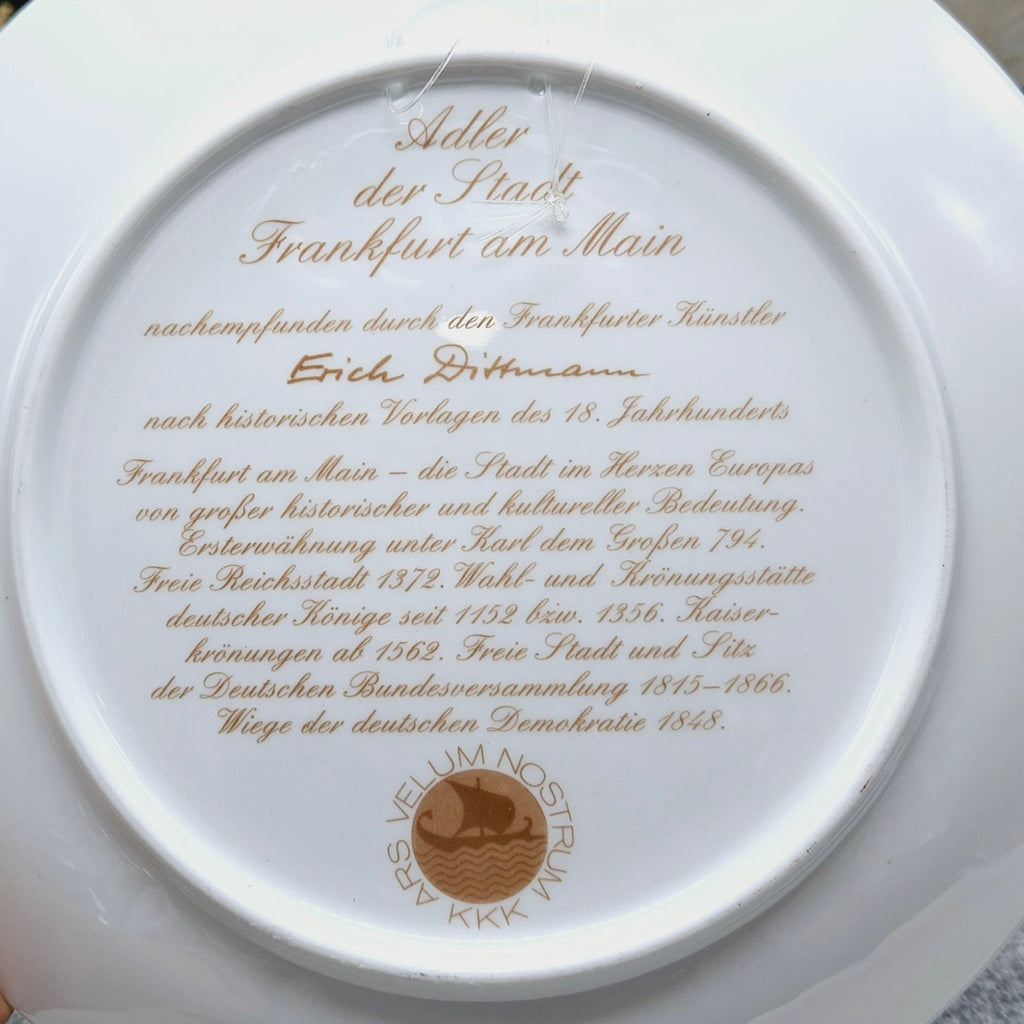 Adler
der Stadt
Frankfurt am Main
nachempfunden durch den Frankfurter Künstler
Erich Dittmann
nach historischen Vorlagen des 18. Jahrhunderts
Frankfurt am Main – die Stadt im Herzen Europas
von großer historischer und kultureller Bedeutung.
Ersterwähnung unter Karl dem Großen 794.
Freie Reichsstadt 1372. Wahl- und Krönungsstätte
deutscher Könige seit 1152 bzw. 1356. Kaiser-
krönungen ab 1562. Freie Stadt und Sitz
der Deutschen Bundesversammlung 1815–1866.
Wiege der deutschen Demokratie 1848.
ARS VELUM NOSTRUM
KKK